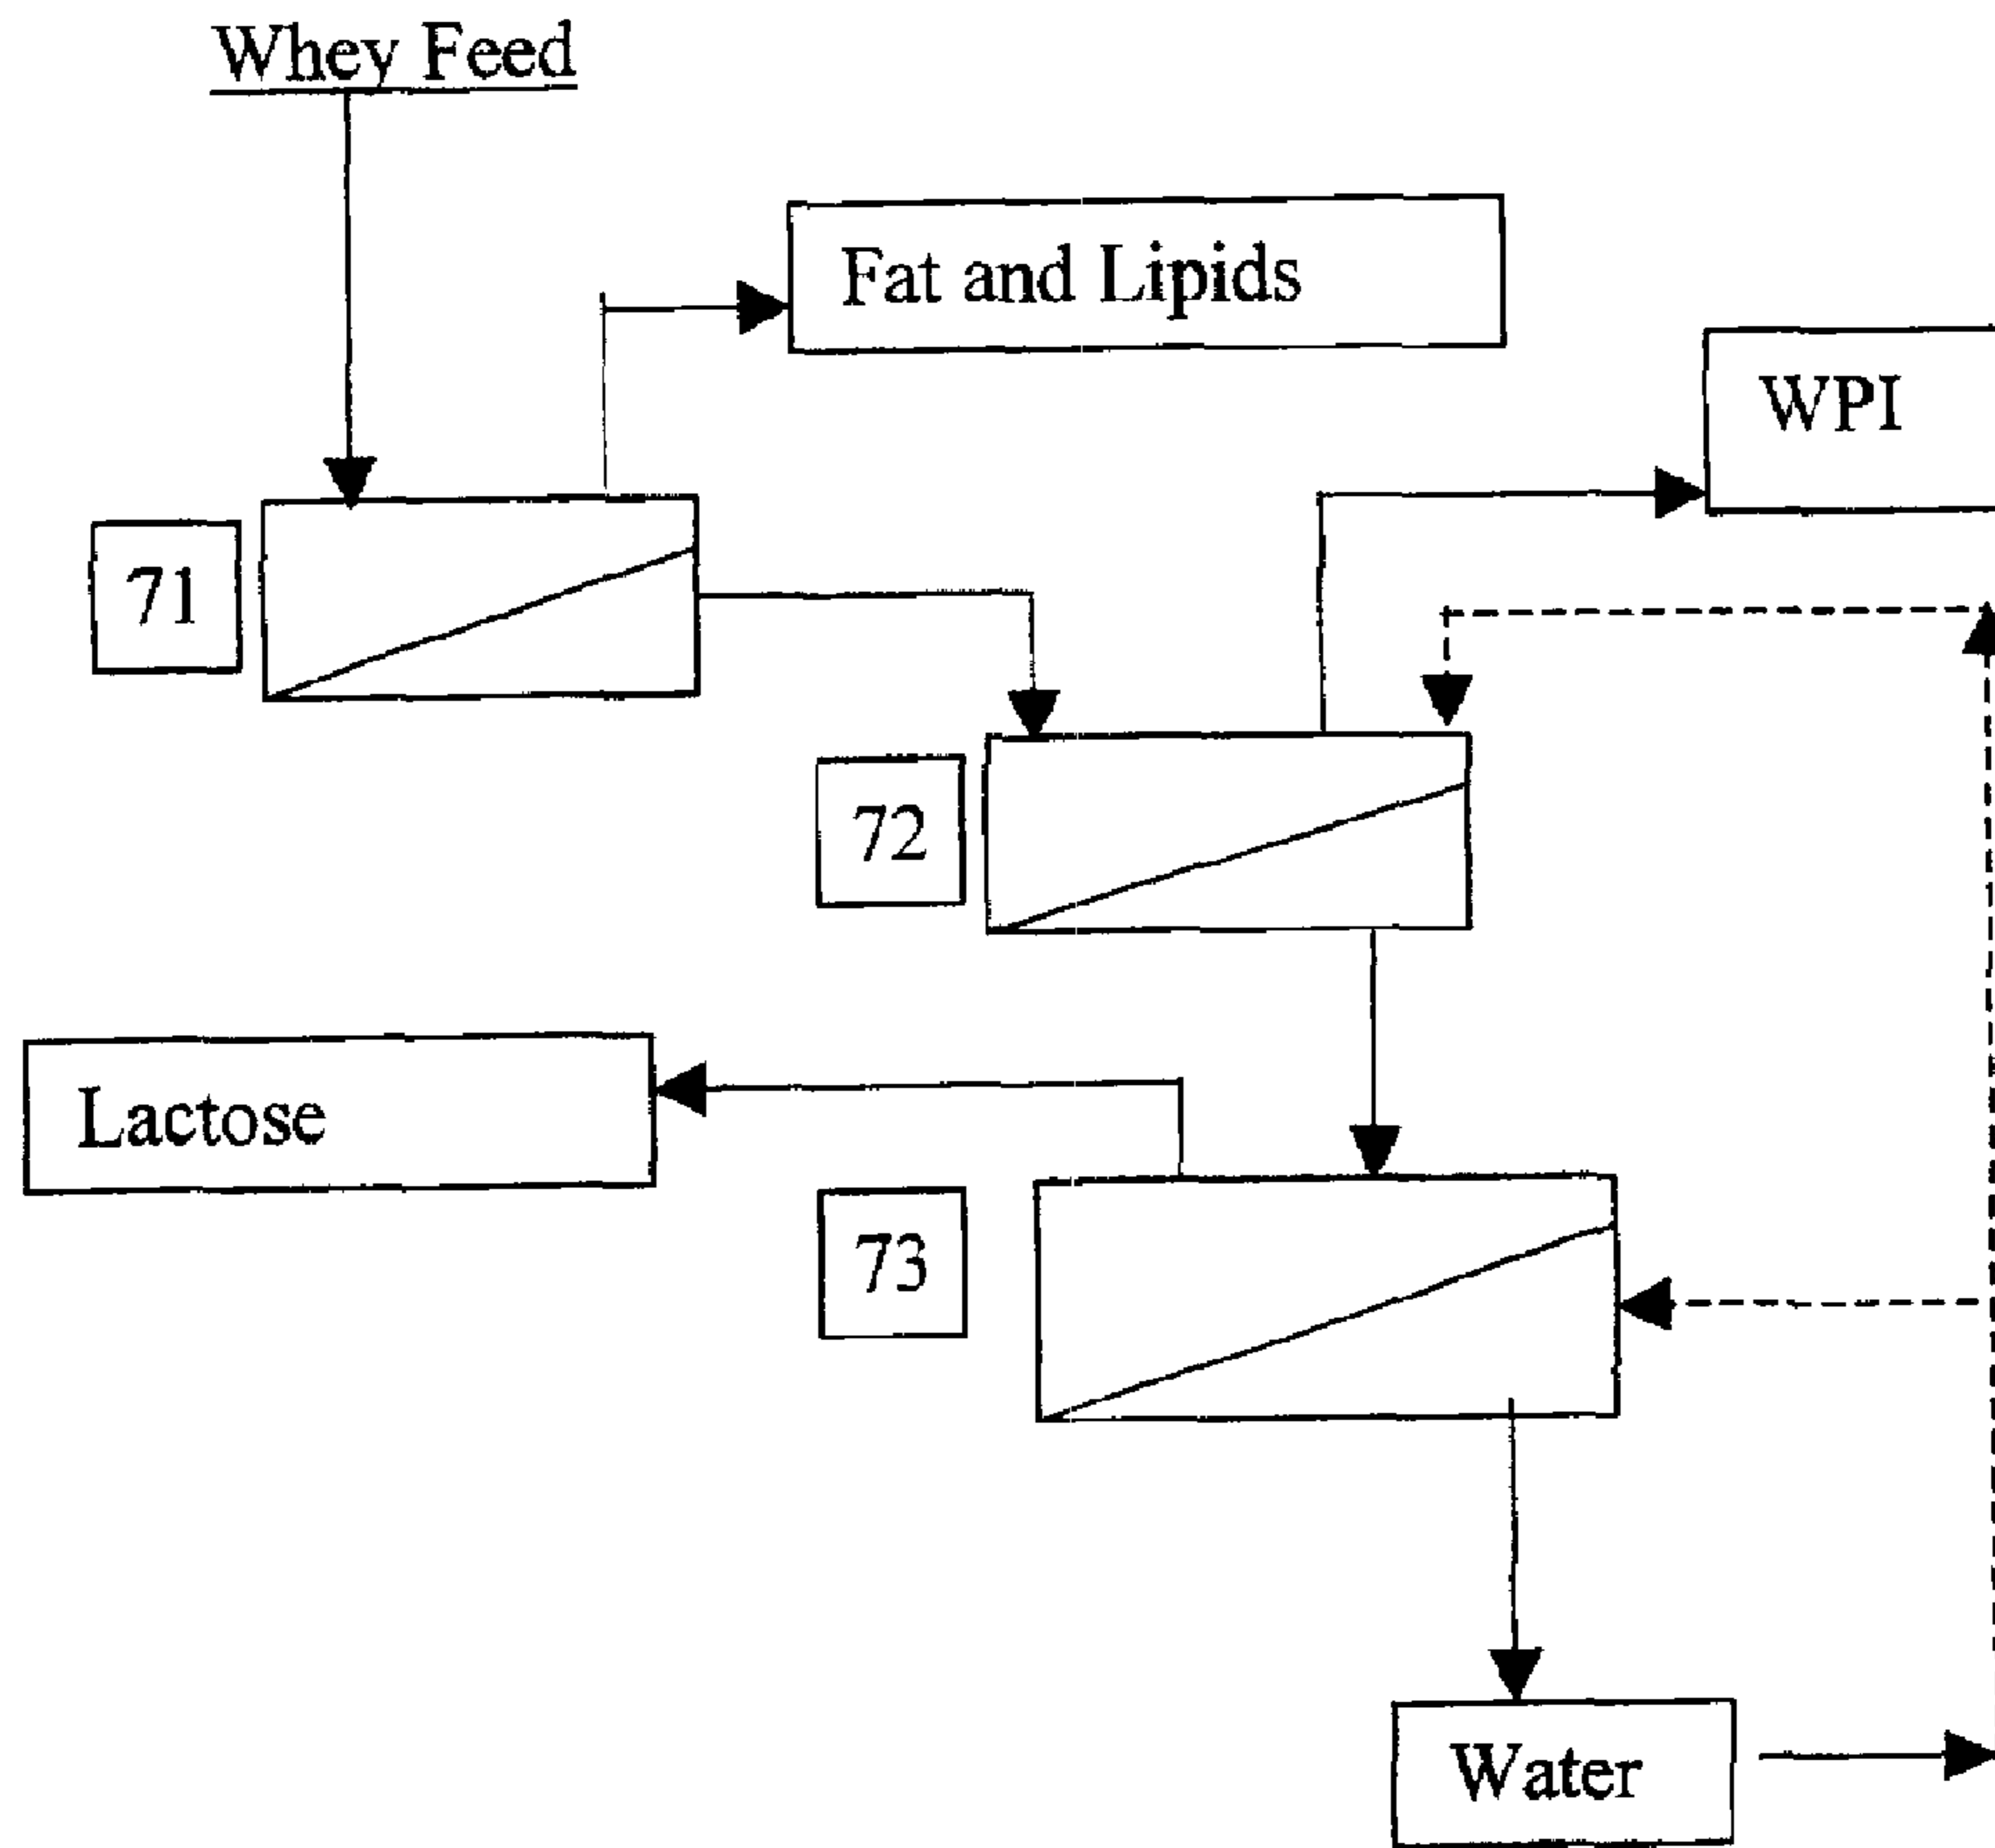 Whey Feed
Fat and Lipids
WPI
71
72
Lactose
73
Water